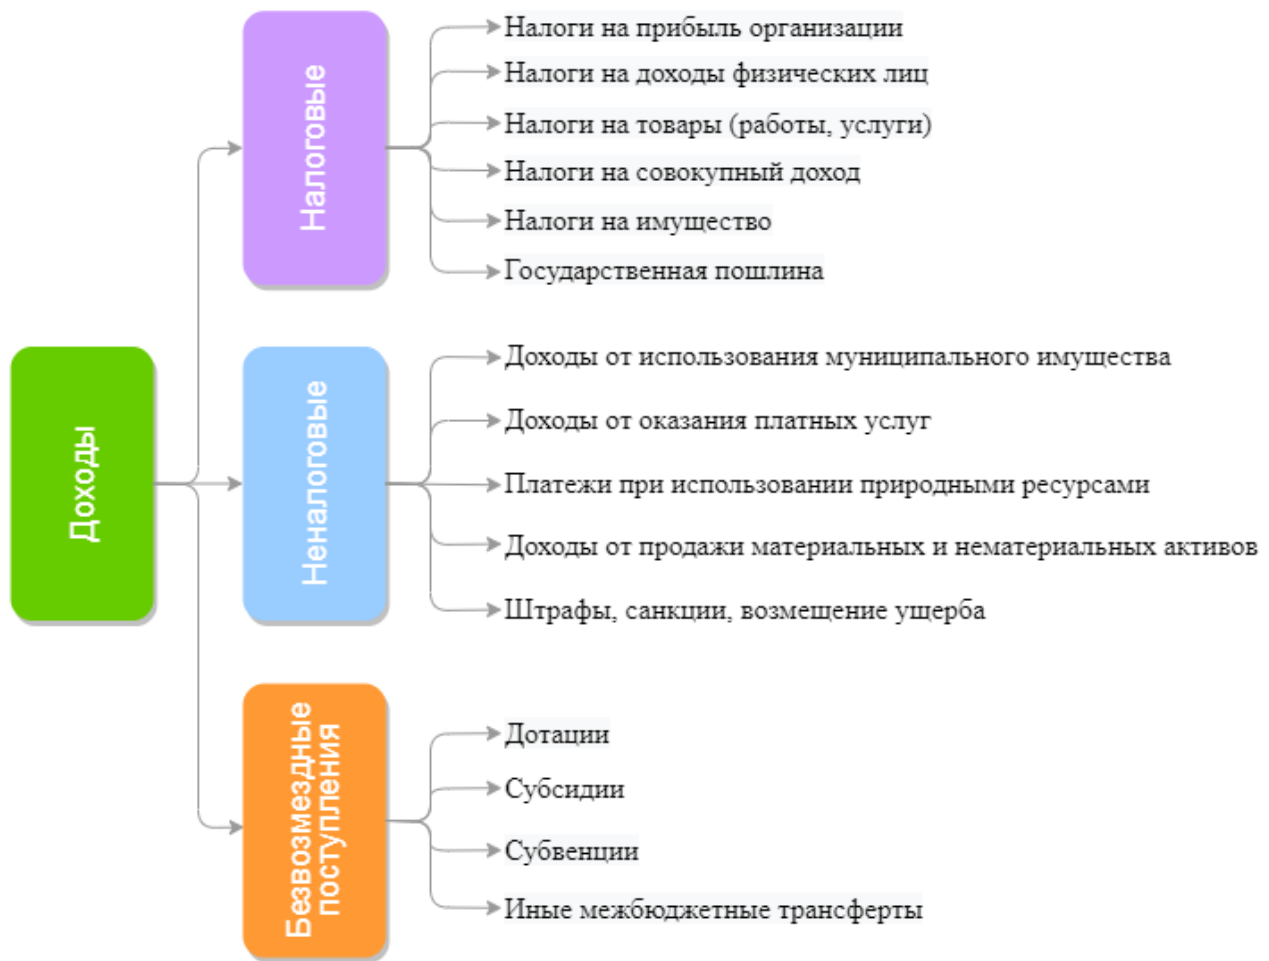 Доходы
Налоговые
Налоги на прибыль организации
Налоги на доходы физических лиц
Налоги на товары (работы, услуги)
Налоги на совокупный доход
Налоги на имущество
Государственная пошлина
Неналоговые
Доходы от использования муниципального имущества
Доходы от оказания платных услуг
Платежи при использовании природными ресурсами
Доходы от продажи материальных и нематериальных активов
Штрафы, санкции, возмещение ущерба
Безвозмездные
поступления
Дотации
Субсидии
Субвенции
Иные межбюджетные трансферты